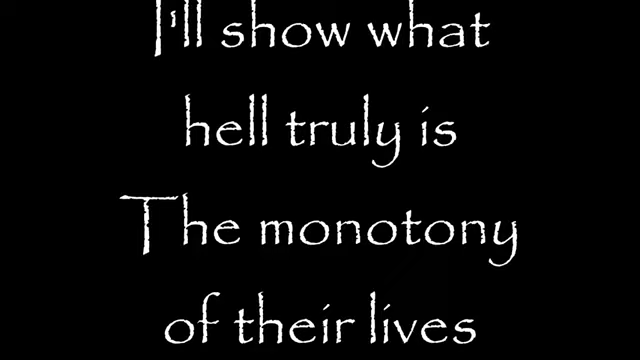 I'll show what
hell truly is
The monotony
of their lives